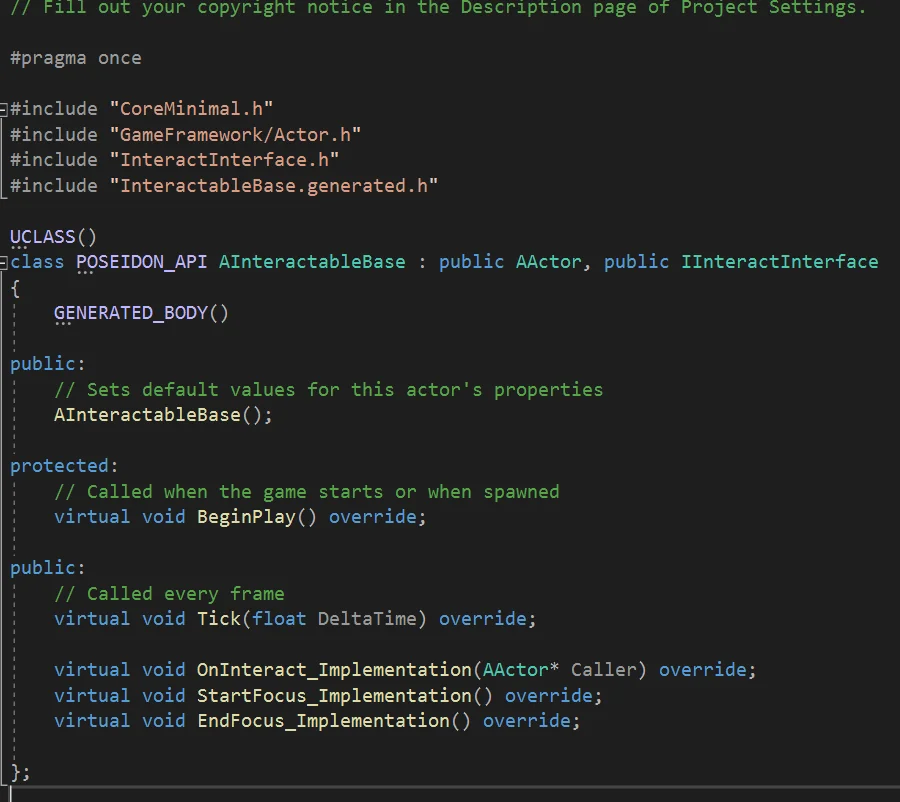 // Fill out your copyright notice in the Description page of Project Settings.
#pragma once
#include "CoreMinimal.h"
#include "GameFramework/Actor.h"
#include "InteractInterface.h"
#include "InteractableBase.generated.h"
UCLASS()
class POSEIDON_API AInteractableBase : public AActor, public IInteractInterface
{
GENERATED_BODY()
public:
// Sets default values for this actor's properties
AInteractableBase();
protected:
// Called when the game starts or when spawned
virtual void BeginPlay() override;
public:
// Called every frame
virtual void Tick(float DeltaTime) override;
virtual void OnInteract_Implementation(AActor* Caller) override;
virtual void StartFocus_Implementation() override;
virtual void EndFocus_Implementation() override;
};